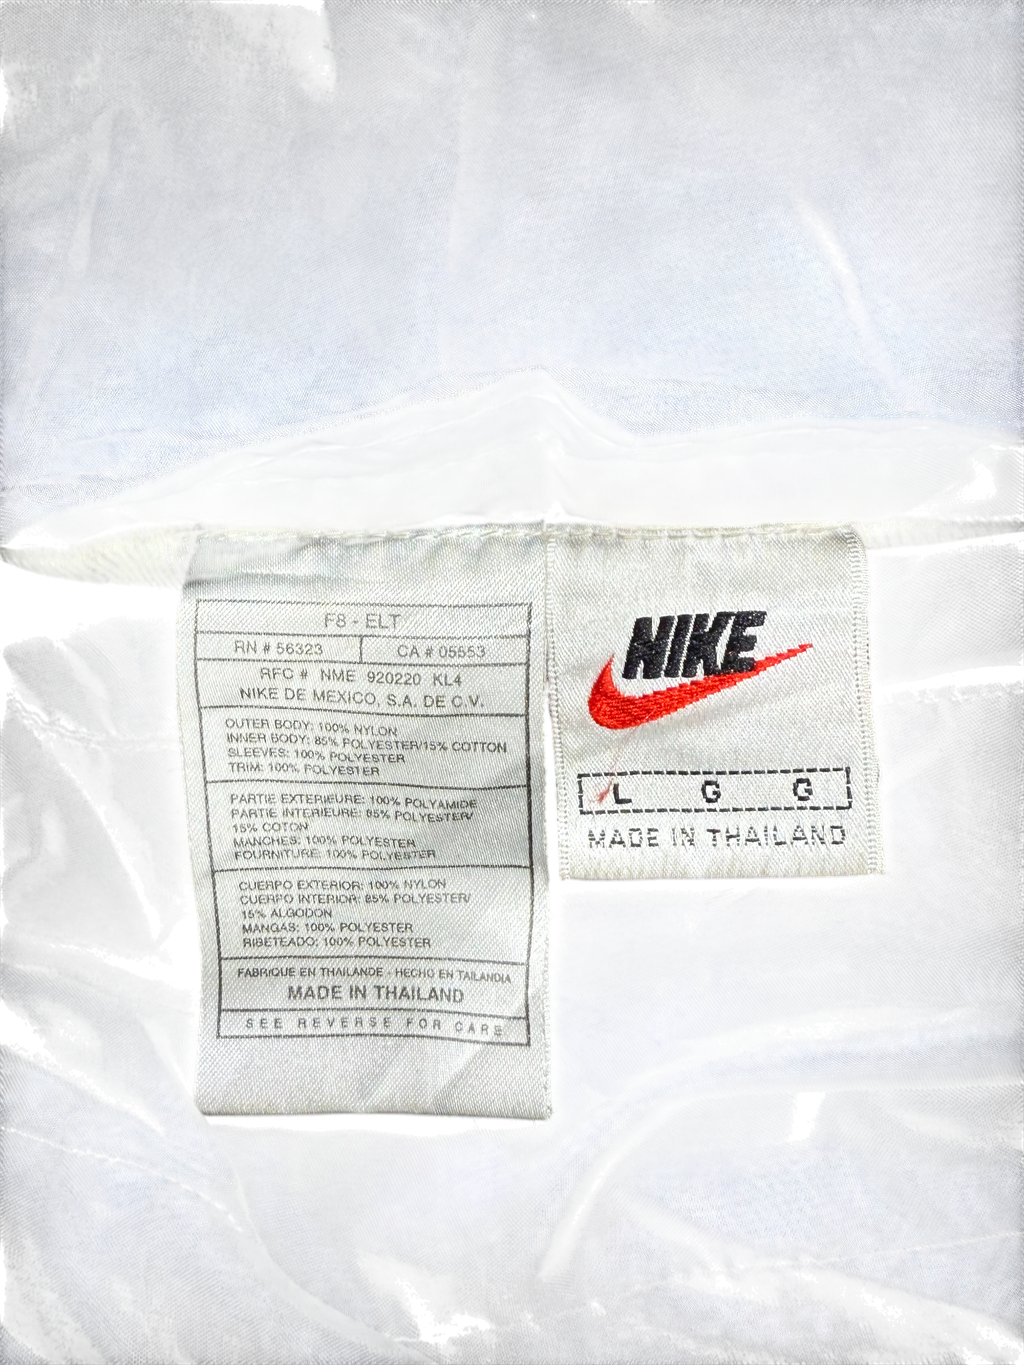 F8 - ELT
RN # 56323 CA # 05553
RFC # NME 920220 KL4
NIKE DE MEXICO, S.A. DE C.V.
OUTER BODY: 100% NYLON
INNER BODY: 85% POLYESTER/15% COTTON
SLEEVES: 100% POLYESTER
TRIM: 100% POLYESTER
PARTIE EXTERIEURE: 100% POLYAMIDE
PARTIE INTERIEURE: 85% POLYESTER/
15% COTON
MANCHES: 100% POLYESTER
FOURNITURE: 100% POLYESTER
CUERPO EXTERIOR: 100% NYLON
CUERPO INTERIOR: 85% POLYESTER/
15% ALGODON
MANGAS: 100% POLYESTER
RIBETEADO: 100% POLYESTER
FABRIQUE EN THAILANDE - HECHO EN TAILANDIA
MADE IN THAILAND
SEE REVERSE FOR CARE
NIKE
L G G
MADE IN THAILAND